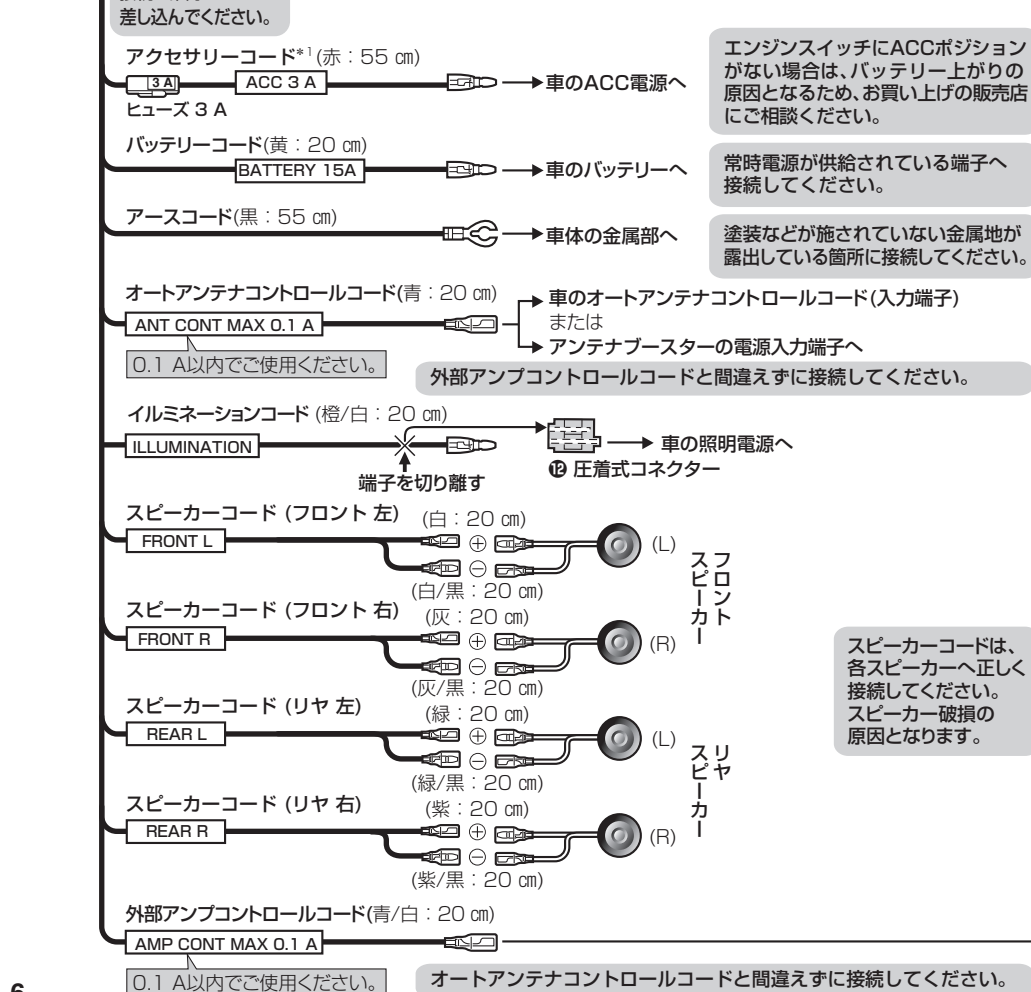 差し込んでください。
アクセサリーコード*1(赤：55 ㎝)
3 A
ACC 3 A
車のACC電源へ
ヒューズ 3 A
エンジンスイッチにACCポジション
がない場合は、バッテリー上がりの
原因となるため、お買い上げの販売店
にご相談ください。
バッテリーコード(黄：20 ㎝)
BATTERY 15A
車のバッテリーへ
常時電源が供給されている端子へ
接続してください。
アースコード(黒：55 ㎝)
車体の金属部へ
塗装などが施されていない金属地が
露出している箇所に接続してください。
オートアンテナコントロールコード(青：20 ㎝)
ANT CONT MAX 0.1 A
0.1 A以内でご使用ください。
車のオートアンテナコントロールコード(入力端子)
または
アンテナブースターの電源入力端子へ
外部アンプコントロールコードと間違えずに接続してください。
イルミネーションコード (橙/白：20 ㎝)
ILLUMINATION
端子を切り離す
車の照明電源へ
⓬ 圧着式コネクター
スピーカーコード (フロント 左)
(白：20 ㎝)
FRONT L
⊕
⊖
(L)
(白/黒：20 ㎝)
スピーカーコード (フロント 右)
(灰：20 ㎝)
FRONT R
⊕
⊖
(R)
(灰/黒：20 ㎝)
フロント
スピーカー
スピーカーコード (リヤ 左)
(緑：20 ㎝)
REAR L
⊕
⊖
(L)
(緑/黒：20 ㎝)
スピーカーコード (リヤ 右)
(紫：20 ㎝)
REAR R
⊕
⊖
(R)
(紫/黒：20 ㎝)
リヤ
スピーカー
スピーカーコードは、
各スピーカーへ正しく
接続してください。
スピーカー破損の
原因となります。
外部アンプコントロールコード(青/白：20 ㎝)
AMP CONT MAX 0.1 A
0.1 A以内でご使用ください。
オートアンテナコントロールコードと間違えずに接続してください。